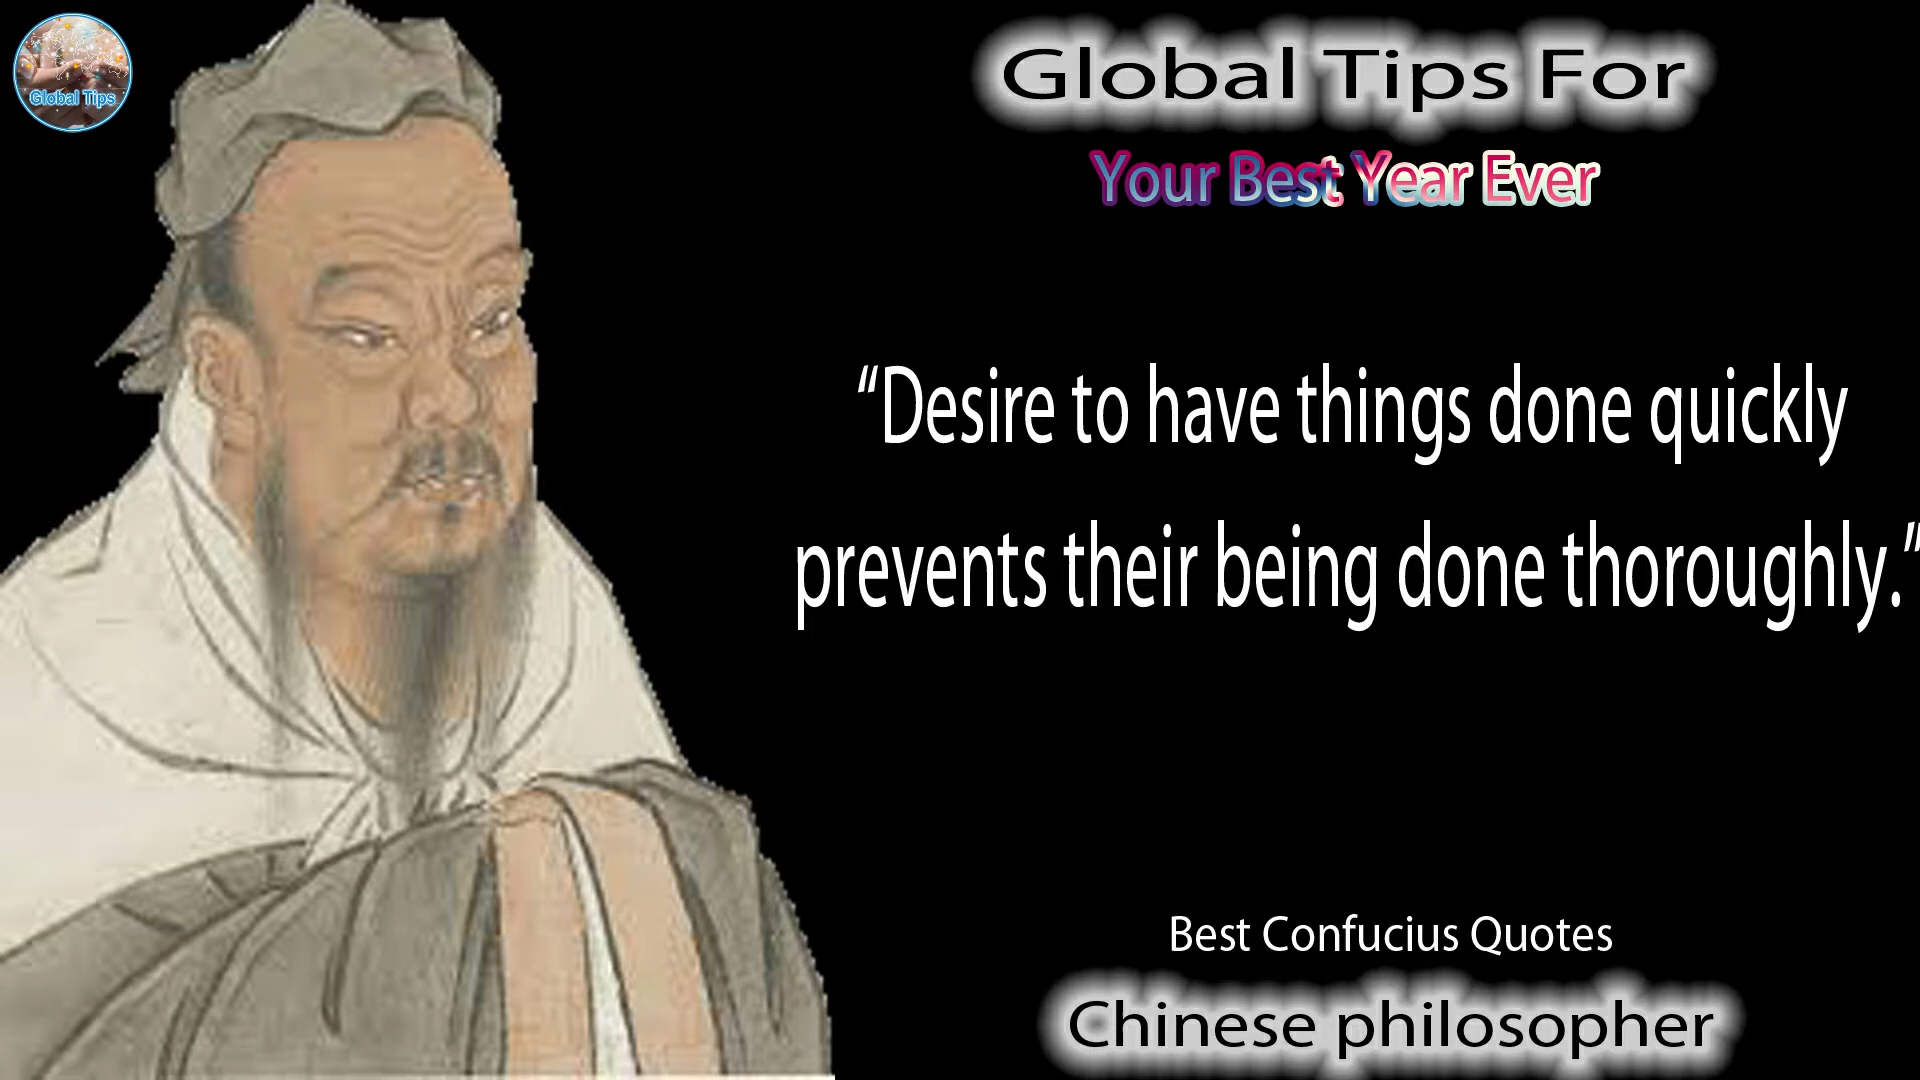 Global Tips
Global Tips For
Your Best Year Ever
“Desire to have things done quickly
prevents their being done thoroughly.”
Best Confucius Quotes
Chinese philosopher